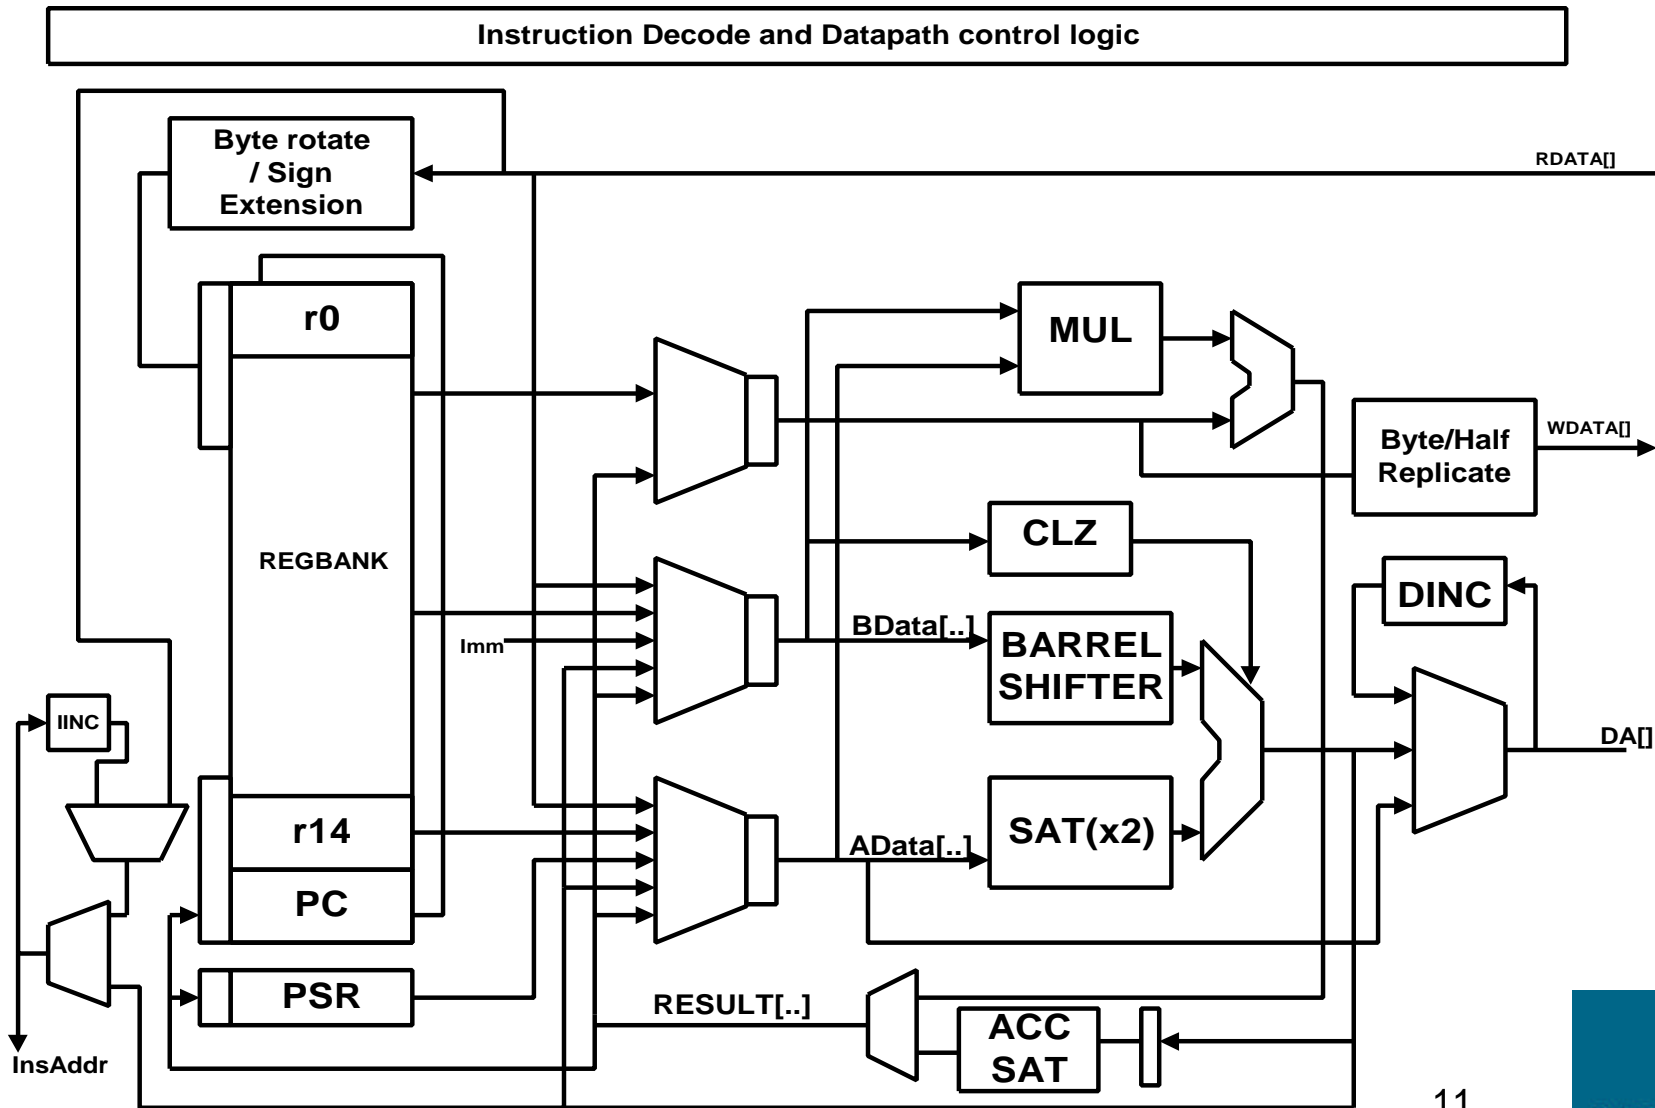 Instruction Decode and Datapath control logic
Byte rotate
/ Sign
Extension
RDATA[]
r0
MUL
Byte/Half
Replicate
WDATA[]
CLZ
REGBANK
DINC
BData[..]
Imm
BARREL
SHIFTER
IINC
DA[]
r14
AData[..]
SAT(x2)
PC
PSR
RESULT[..]
ACC
SAT
InsAddr
11